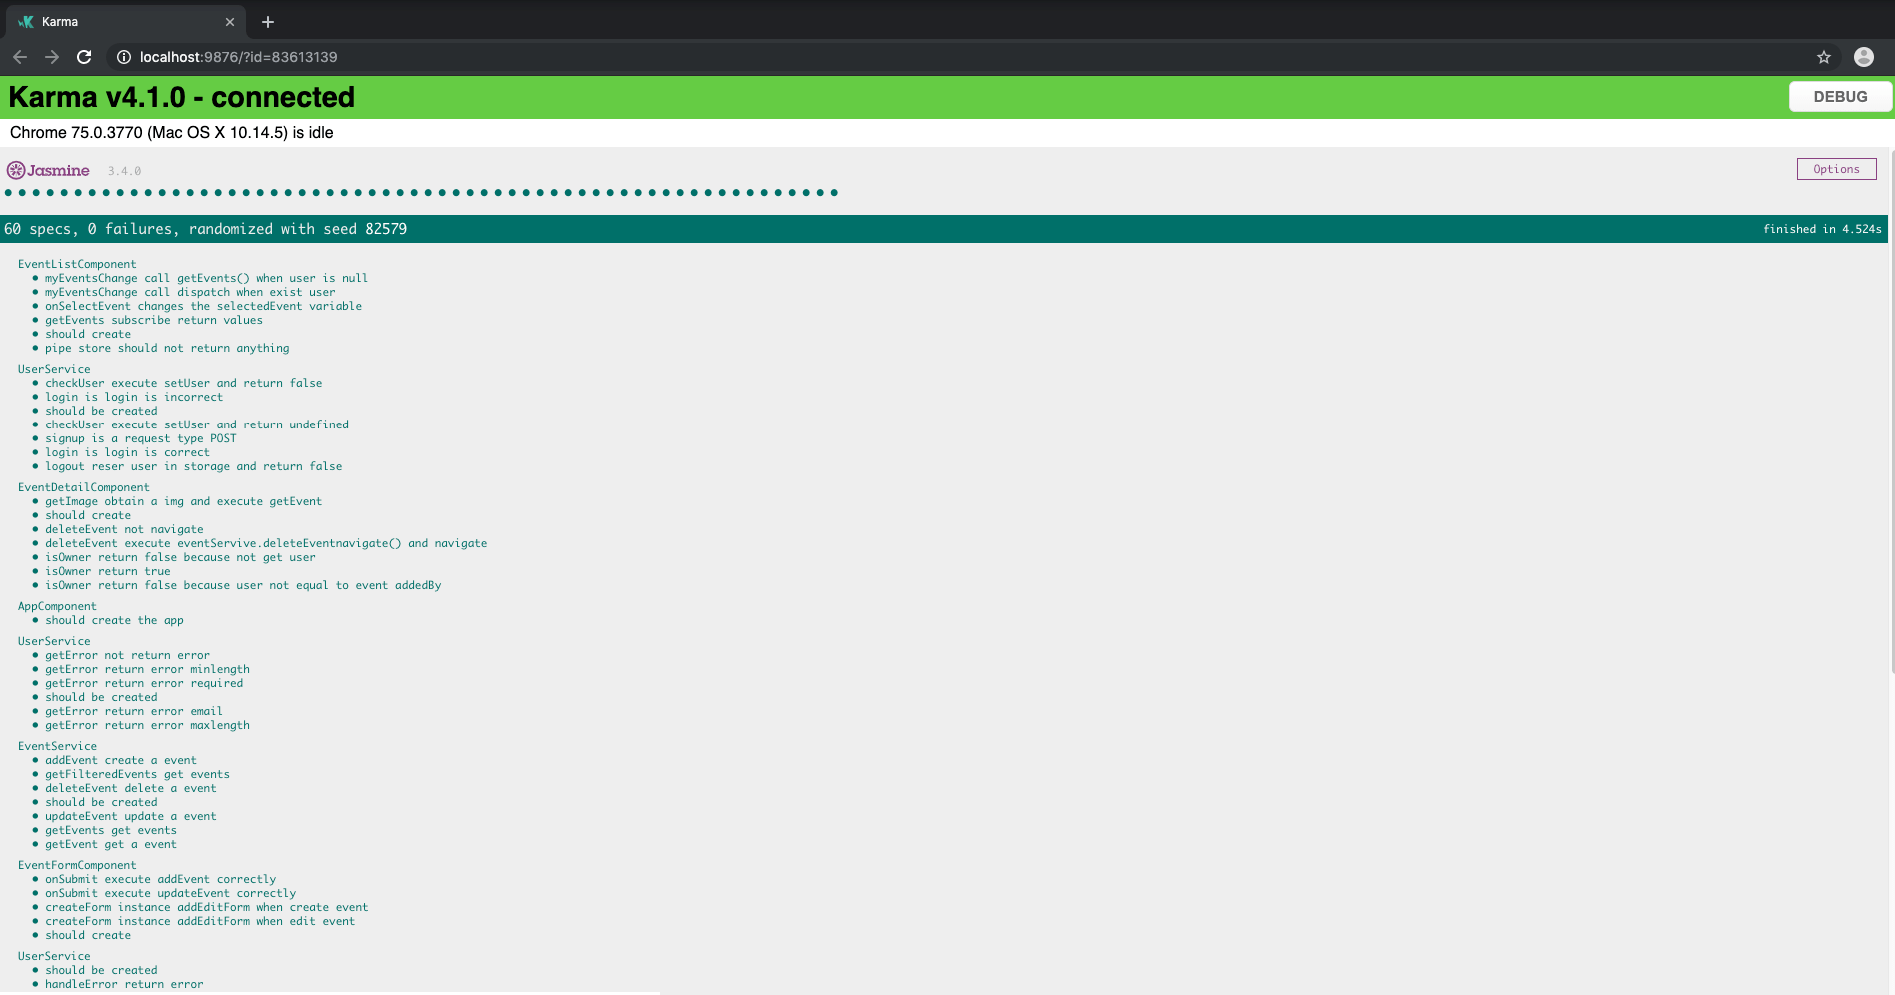 Karma
localhost:9876/?id=83613139
Karma v4.1.0 - connected
DEBUG
Chrome 75.0.3770 (Mac OS X 10.14.5) is idle
Jasmine 3.4.0
Options
60 specs, 0 failures, randomized with seed 82579
finished in 4.524s
EventListComponent
• myEventsChange call getEvents() when user is null
• myEventsChange call dispatch when exist user
• onSelectEvent changes the selectedEvent variable
• getEvents subscribe return values
• should create
• pipe store should not return anything
UserService
• checkUser execute setUser and return false
• login is login is incorrect
• should be created
• checkUser execute setUser and return undefined
• signup is a request type POST
• login is login is correct
• logout reser user in storage and return false
EventDetailComponent
• getImage obtain a img and execute getEvent
• should create
• deleteEvent not navigate
• deleteEvent execute eventServive.deleteEventnavigate() and navigate
• isOwner return false because not get user
• isOwner return true
• isOwner return false because user not equal to event addedBy
AppComponent
• should create the app
UserService
• getError not return error
• getError return error minlength
• getError return error required
• should be created
• getError return error email
• getError return error maxlength
EventService
• addEvent create a event
• getFilteredEvents get events
• deleteEvent delete a event
• should be created
• updateEvent update a event
• getEvents get events
• getEvent get a event
EventFormComponent
• onSubmit execute addEvent correctly
• onSubmit execute updateEvent correctly
• createForm instance addEditForm when create event
• createForm instance addEditForm when edit event
• should create
UserService
• should be created
• handleError return error